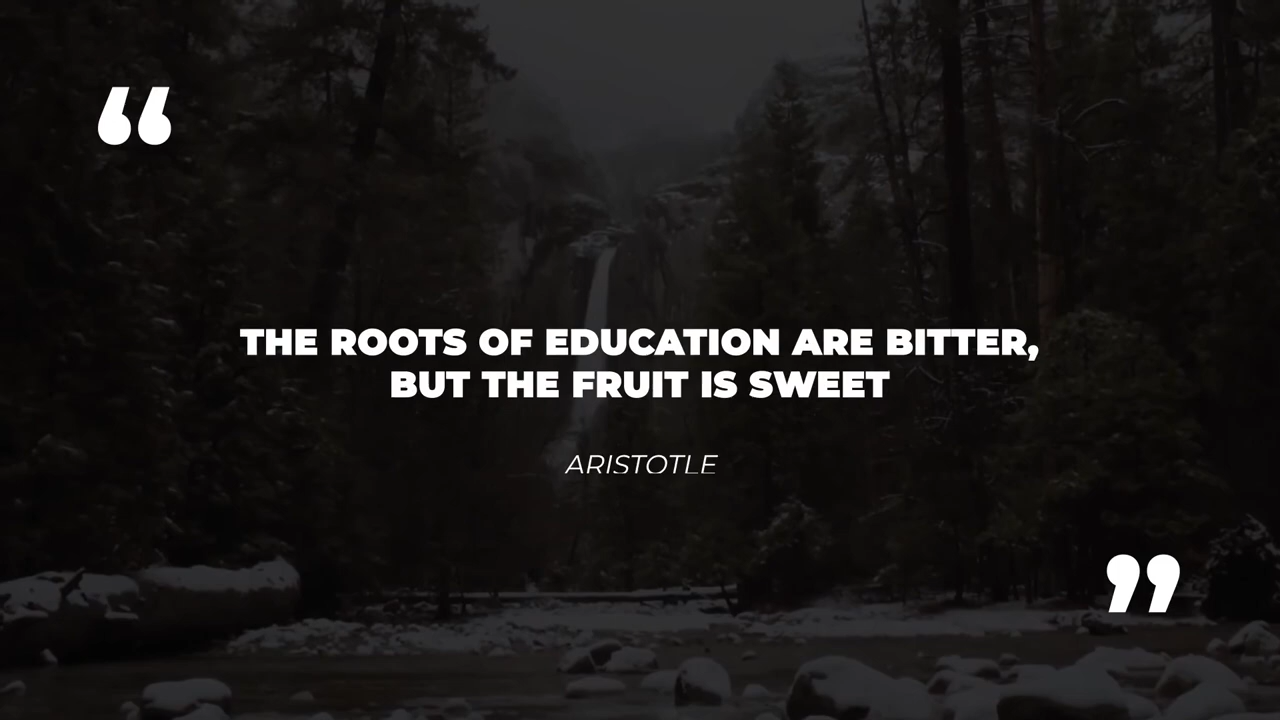 “
THE ROOTS OF EDUCATION ARE BITTER,
BUT THE FRUIT IS SWEET
ARISTOTLE
”